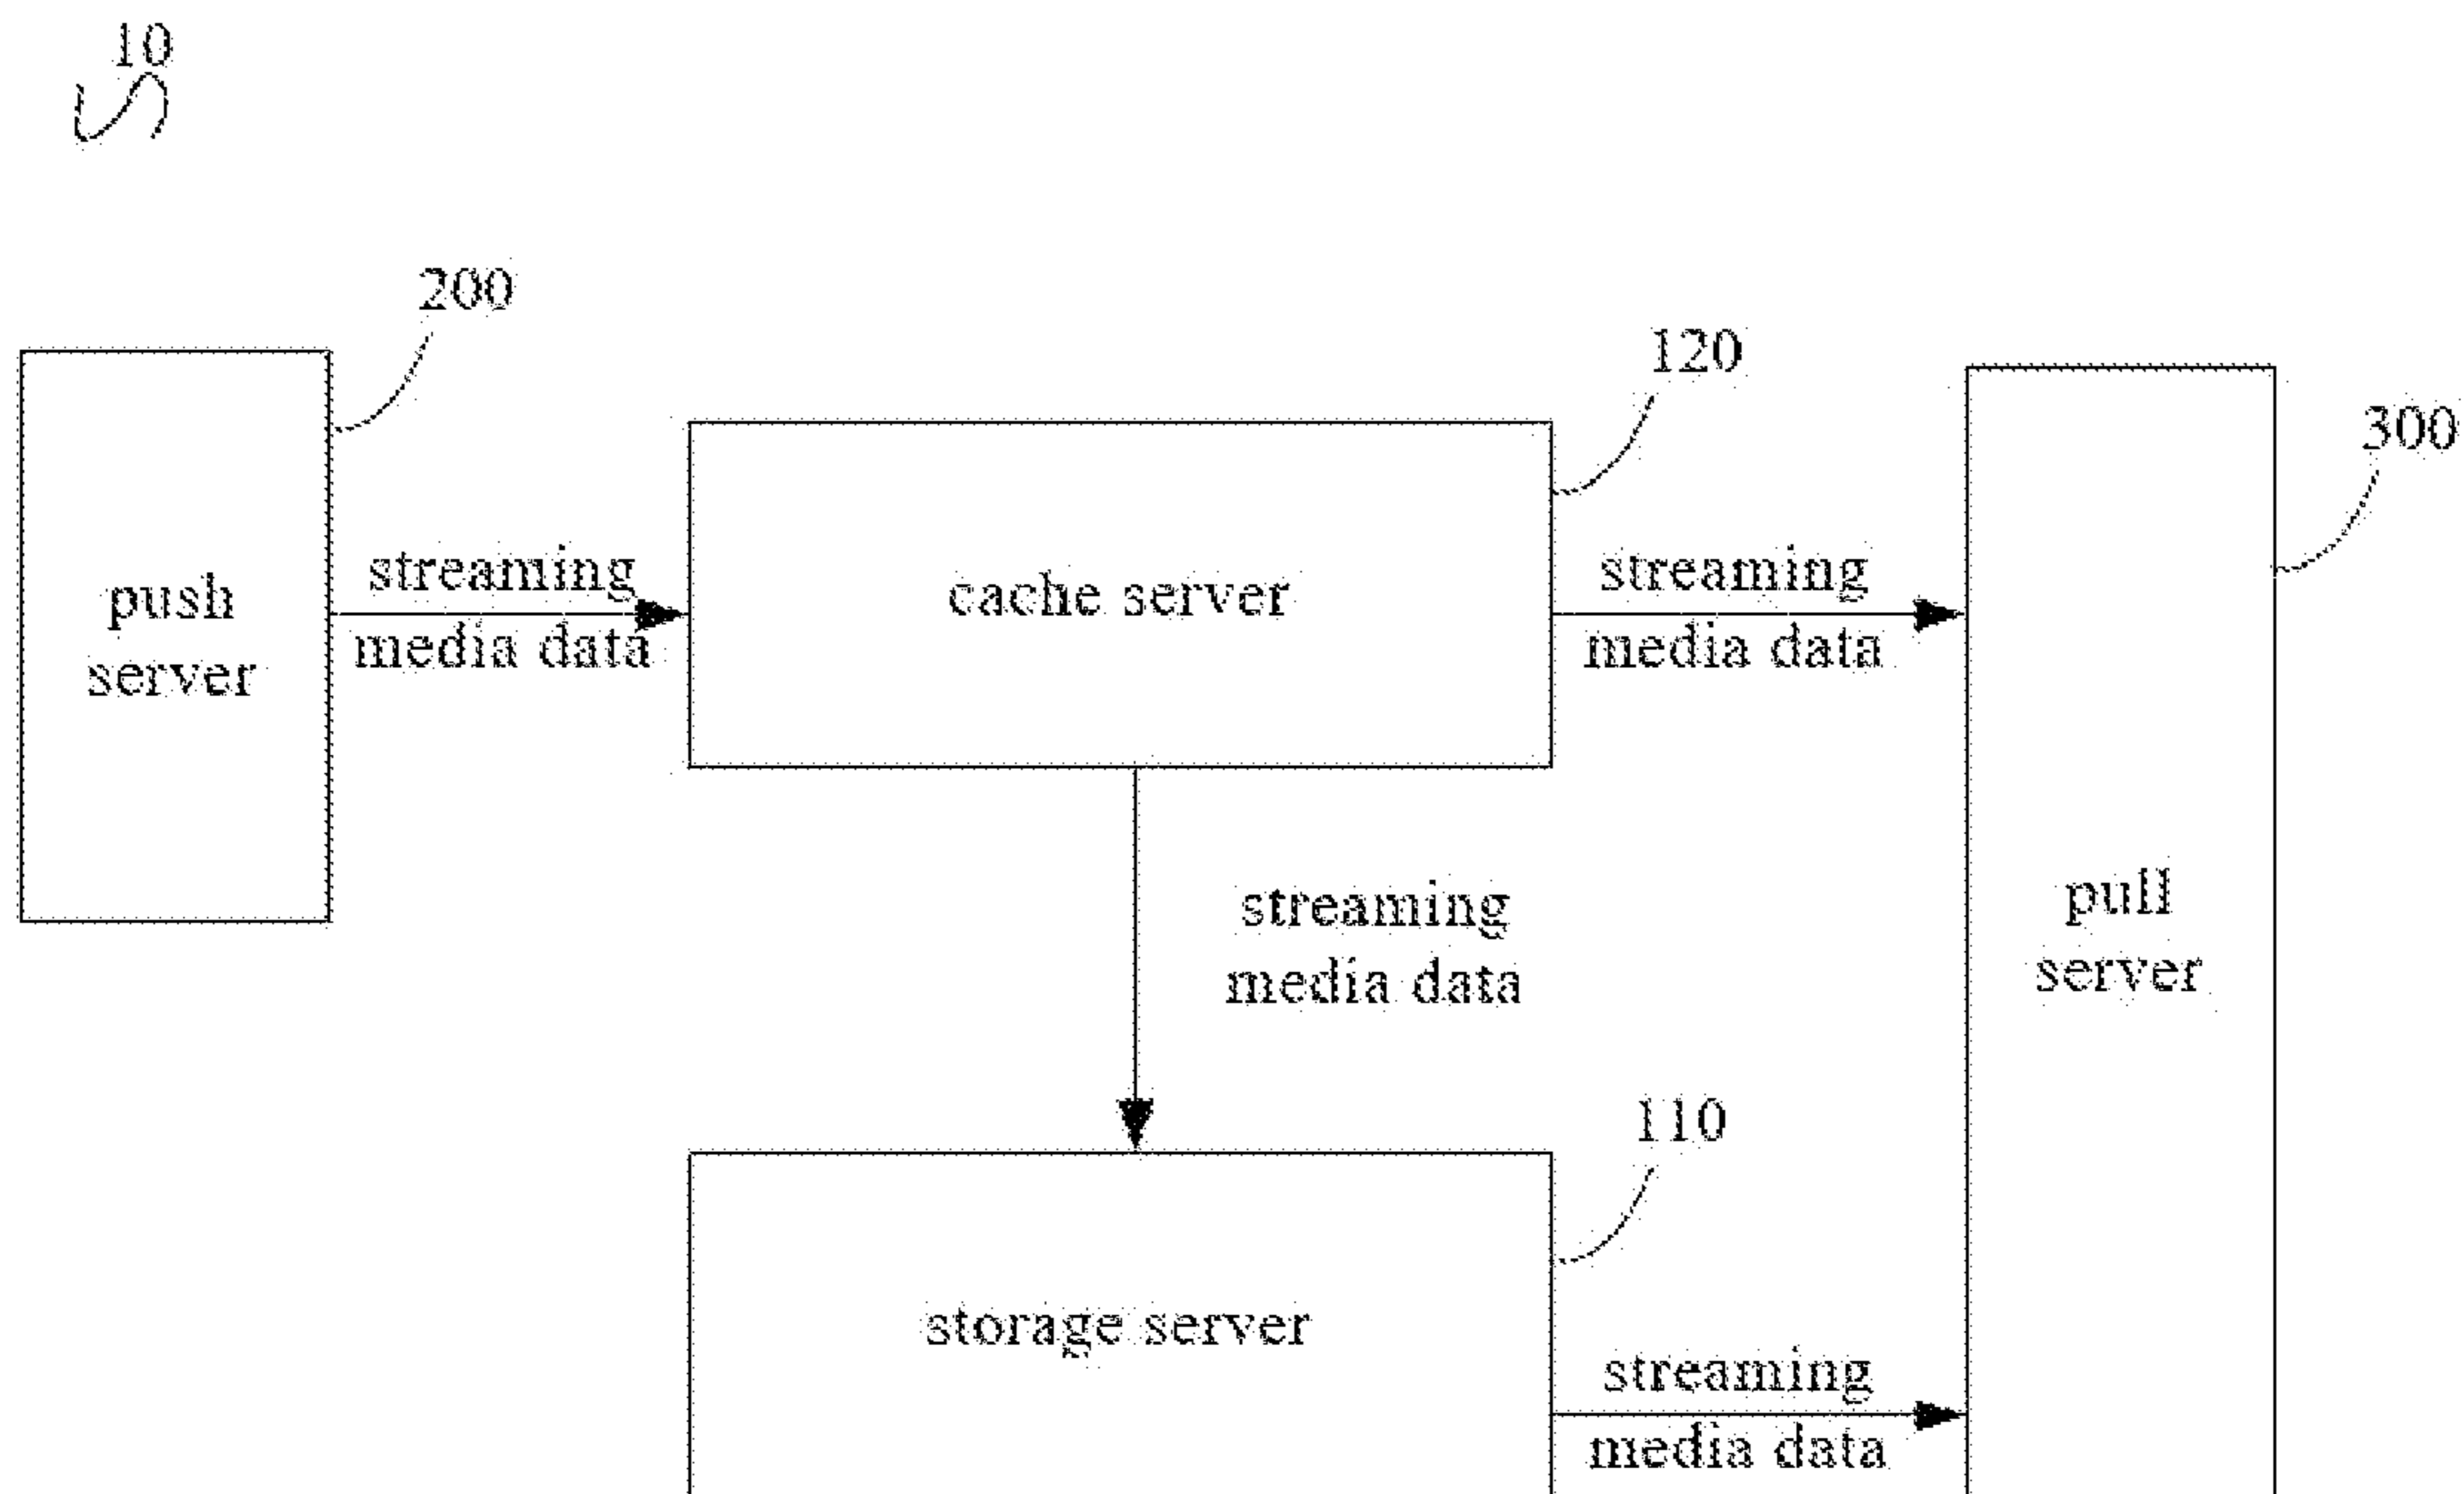 10
200
120
300
push
server
streaming
media data
cache server
streaming
media data
streaming
media data
pull
server
110
storage server
streaming
media data